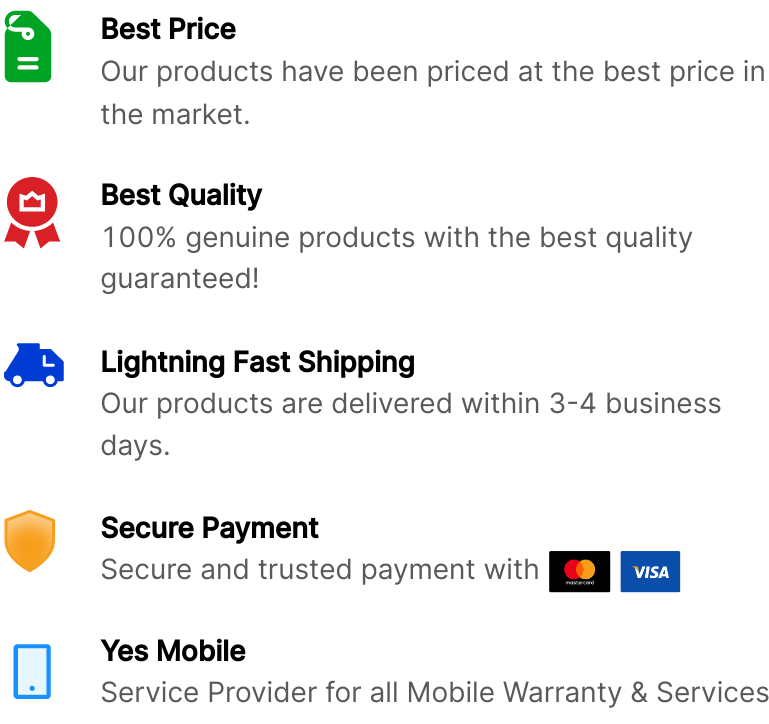 Best Price
Our products have been priced at the best price in
the market.
Best Quality
100% genuine products with the best quality
guaranteed!
Lightning Fast Shipping
Our products are delivered within 3-4 business
days.
Secure Payment
Secure and trusted payment with mastercard VISA
Yes Mobile
Service Provider for all Mobile Warranty & Services